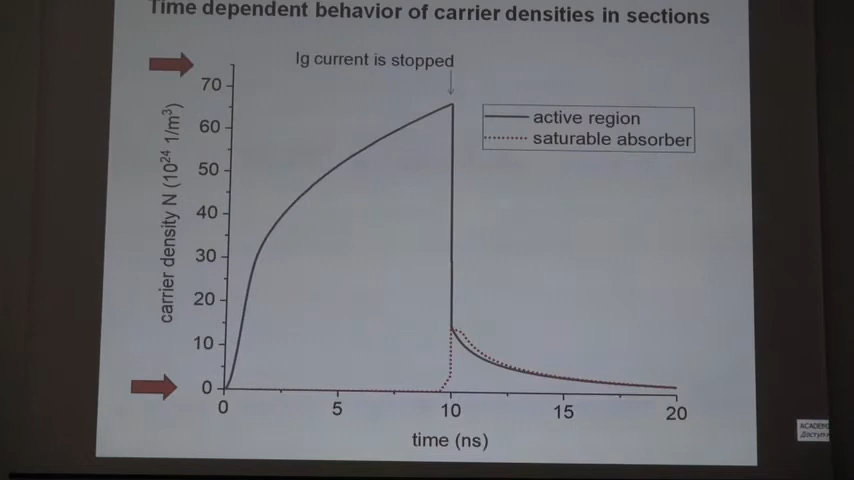 Time dependent behavior of carrier densities in sections
Ig current is stopped
active region
saturable absorber
carrier density N (10²⁴ 1/m³)
70
60
50
40
30
20
10
0
0 5 10 15 20
time (ns)